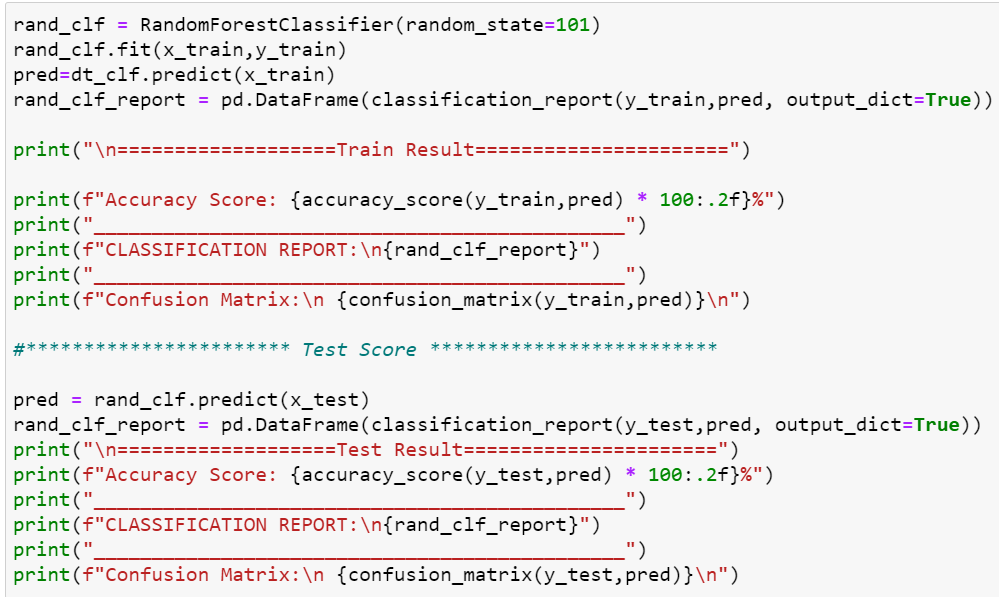 rand_clf = RandomForestClassifier(random_state=101)
rand_clf.fit(x_train,y_train)
pred=dt_clf.predict(x_train)
rand_clf_report = pd.DataFrame(classification_report(y_train,pred, output_dict=True))
print("\n===================Train Result======================")
print(f"Accuracy Score: {accuracy_score(y_train,pred) * 100:.2f}%")
print("______________________________________________")
print(f"CLASSIFICATION REPORT:\n{rand_clf_report}")
print("______________________________________________")
print(f"Confusion Matrix:\n {confusion_matrix(y_train,pred)}\n")
#*********************** Test Score *************************
pred = rand_clf.predict(x_test)
rand_clf_report = pd.DataFrame(classification_report(y_test,pred, output_dict=True))
print("\n===================Test Result======================")
print(f"Accuracy Score: {accuracy_score(y_test,pred) * 100:.2f}%")
print("______________________________________________")
print(f"CLASSIFICATION REPORT:\n{rand_clf_report}")
print("______________________________________________")
print(f"Confusion Matrix:\n {confusion_matrix(y_test,pred)}\n")